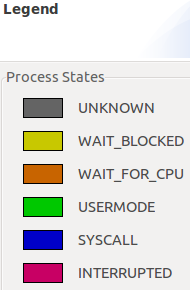 Legend
Process States
UNKNOWN
WAIT_BLOCKED
WAIT_FOR_CPU
USERMODE
SYSCALL
INTERRUPTED